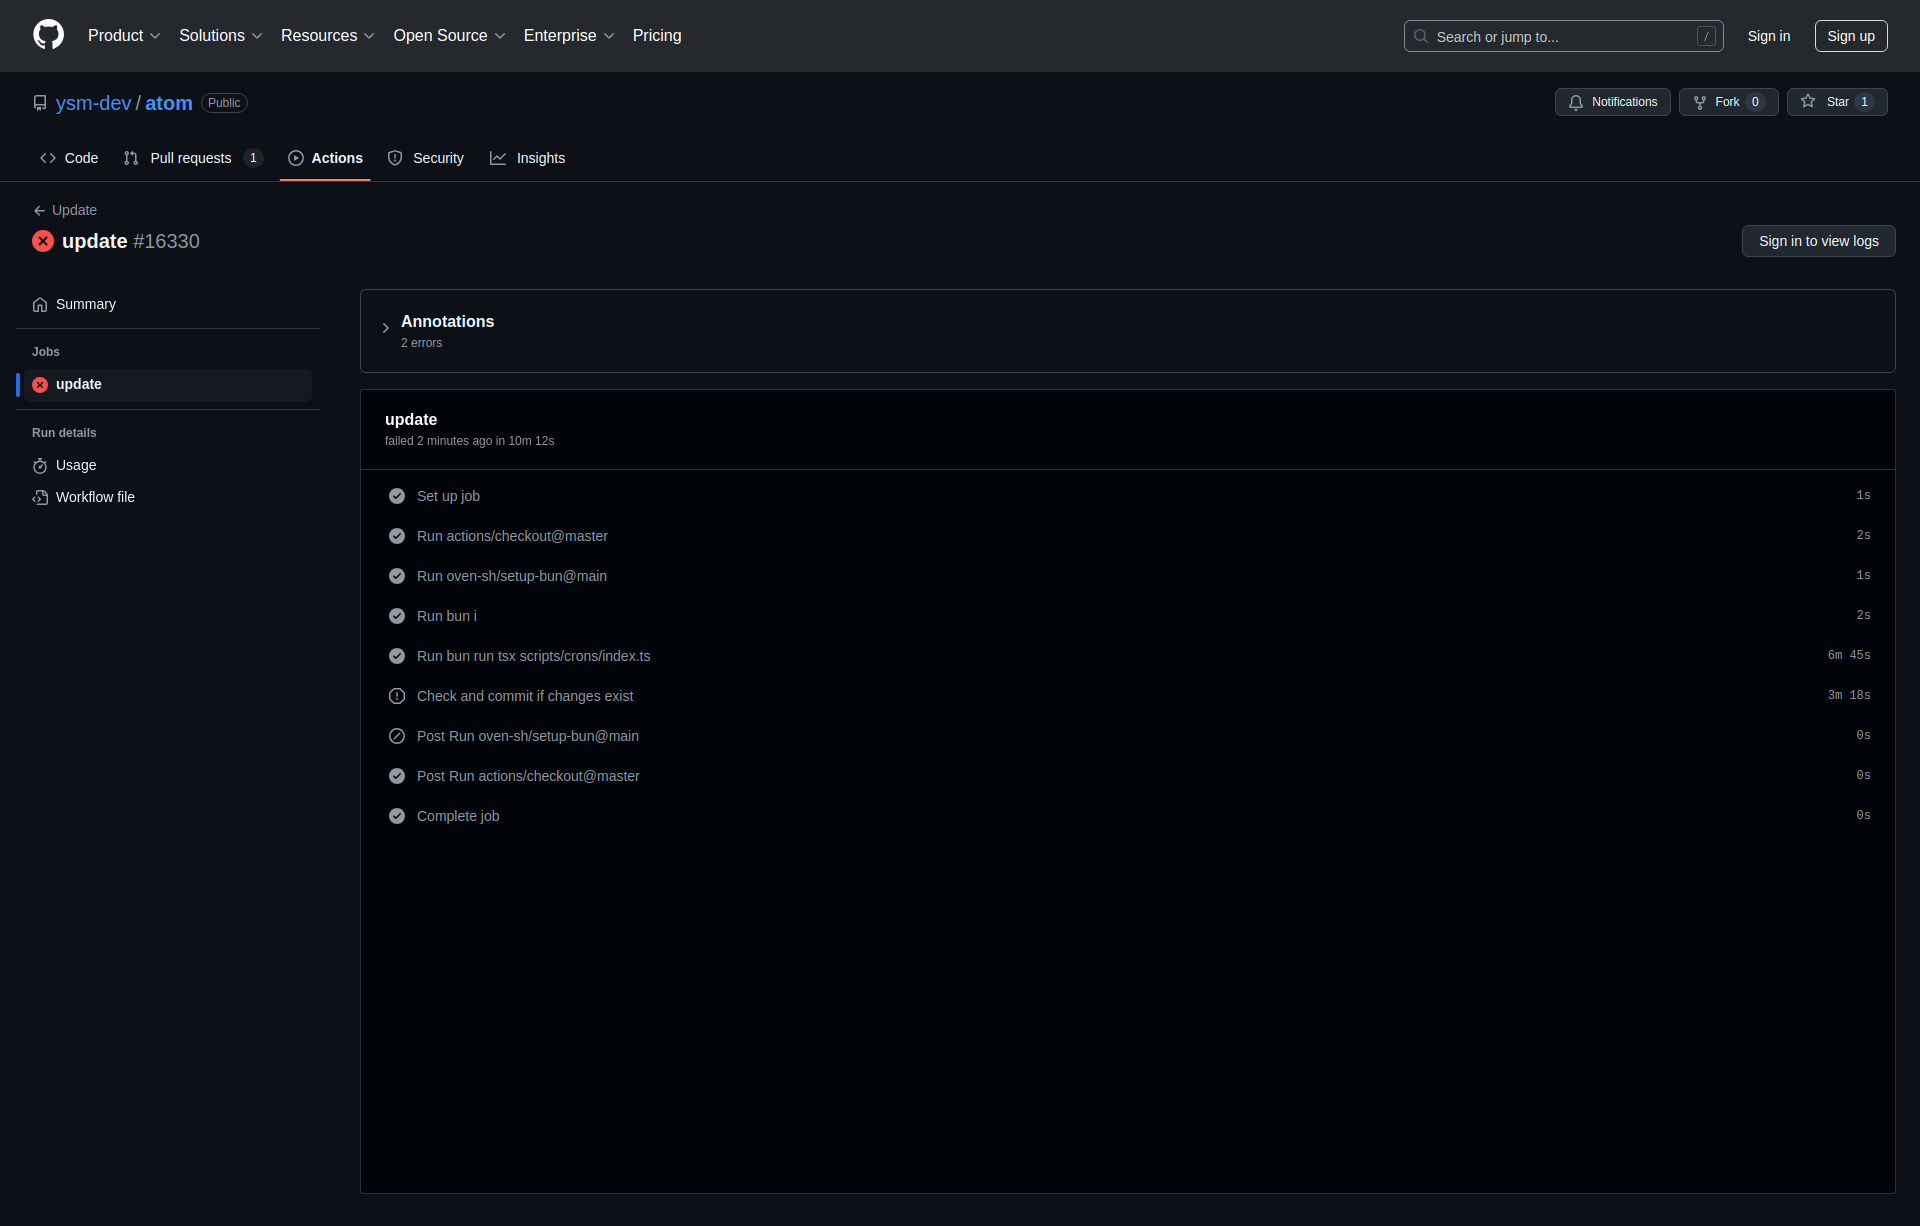 Product Solutions Resources Open Source Enterprise Pricing Search or jump to... / Sign in Sign up
ysm-dev / atom Public Notifications Fork 0 Star 1
Code Pull requests 1 Actions Security Insights
Update
update #16330
Sign in to view logs
Summary
Jobs
update
Run details
Usage
Workflow file
Annotations
2 errors
update
failed 2 minutes ago in 10m 12s
Set up job 1s
Run actions/checkout@master 2s
Run oven-sh/setup-bun@main 1s
Run bun i 2s
Run bun run tsx scripts/crons/index.ts 6m 45s
Check and commit if changes exist 3m 18s
Post Run oven-sh/setup-bun@main 0s
Post Run actions/checkout@master 0s
Complete job 0s